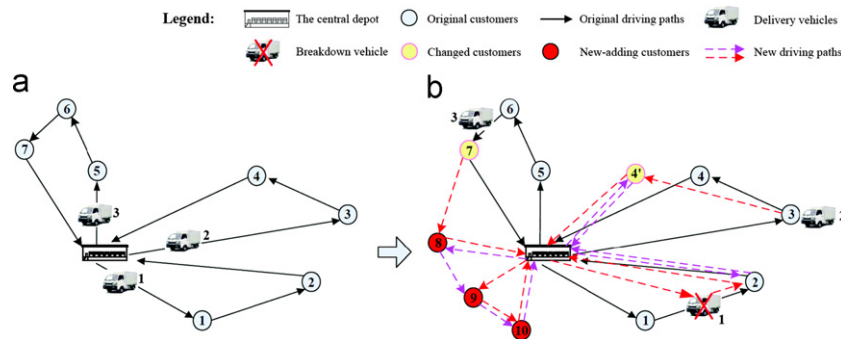 Legend: The central depot Original customers Original driving paths Delivery vehicles
Breakdown vehicle Changed customers New-adding customers New driving paths
a b
6 3 6
7 7
5 4 5 4' 4
3 3 3 2
2 8
1 2 9 2
1 10 1 1